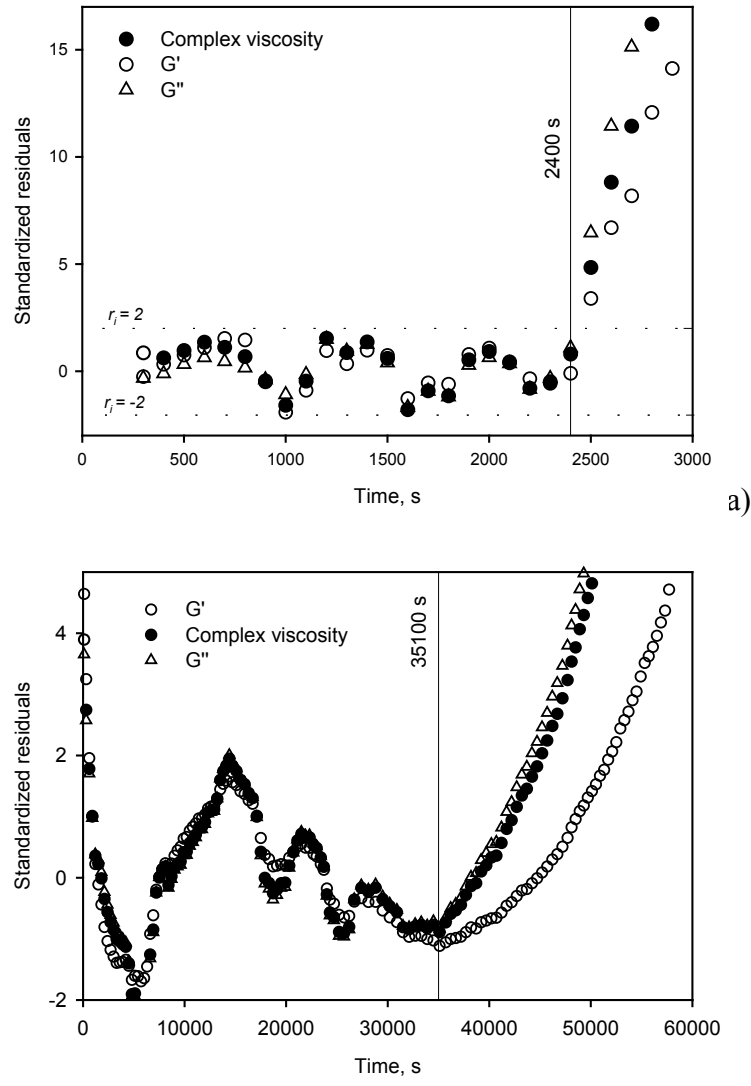 Complex viscosity
G'
G"
15
10
5
0
Standardized residuals
2400 s
r_i = 2
r_i = -2
0
500
1000
1500
2000
2500
3000
Time, s
a)
G'
Complex viscosity
G"
4
2
0
-2
Standardized residuals
35100 s
0
10000
20000
30000
40000
50000
60000
Time, s